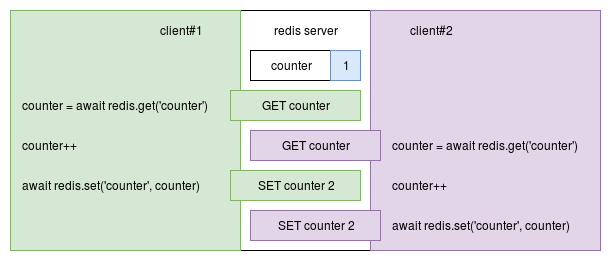 client#1 redis server client#2
counter 1
counter = await redis.get('counter') GET counter
counter++ GET counter counter = await redis.get('counter')
await redis.set('counter', counter) SET counter 2 counter++
SET counter 2 await redis.set('counter', counter)